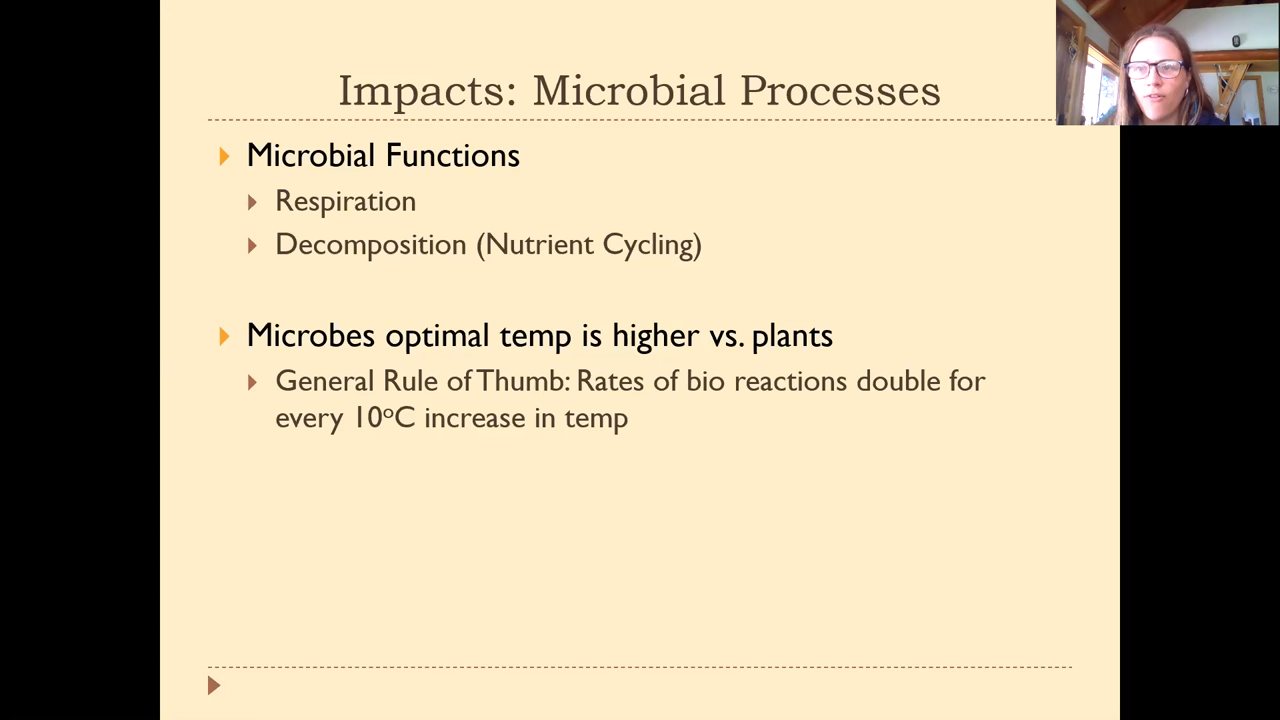 Impacts: Microbial Processes
Microbial Functions
Respiration
Decomposition (Nutrient Cycling)
Microbes optimal temp is higher vs. plants
General Rule of Thumb: Rates of bio reactions double for
every 10ºC increase in temp